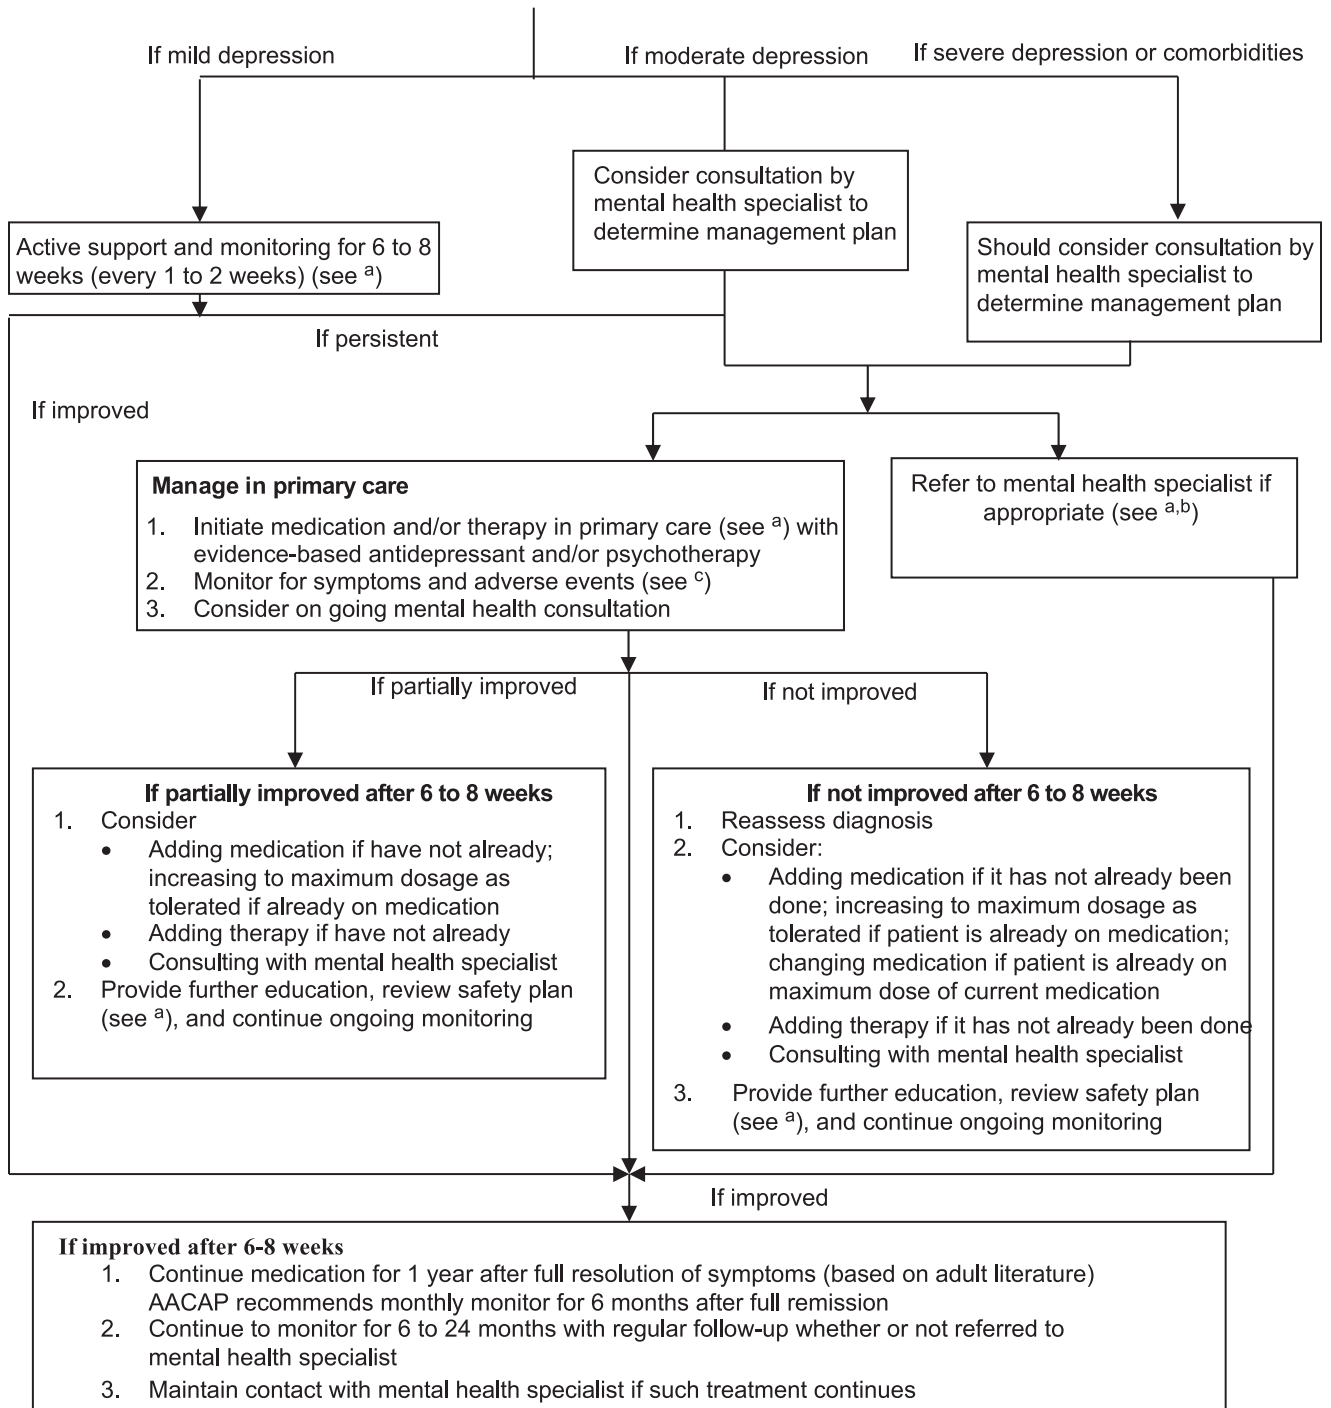 If mild depression
If moderate depression
If severe depression or comorbidities
Consider consultation by
mental health specialist to
determine management plan
Active support and monitoring for 6 to 8
weeks (every 1 to 2 weeks) (see a)
Should consider consultation by
mental health specialist to
determine management plan
If persistent
If improved
Manage in primary care
1. Initiate medication and/or therapy in primary care (see a) with
evidence-based antidepressant and/or psychotherapy
2. Monitor for symptoms and adverse events (see c)
3. Consider on going mental health consultation
Refer to mental health specialist if
appropriate (see a,b)
If partially improved
If not improved
If partially improved after 6 to 8 weeks
1. Consider
• Adding medication if have not already;
increasing to maximum dosage as
tolerated if already on medication
• Adding therapy if have not already
• Consulting with mental health specialist
2. Provide further education, review safety plan
(see a), and continue ongoing monitoring
If not improved after 6 to 8 weeks
1. Reassess diagnosis
2. Consider:
• Adding medication if it has not already been
done; increasing to maximum dosage as
tolerated if patient is already on medication;
changing medication if patient is already on
maximum dose of current medication
• Adding therapy if it has not already been done
• Consulting with mental health specialist
3. Provide further education, review safety plan
(see a), and continue ongoing monitoring
If improved
If improved after 6-8 weeks
1. Continue medication for 1 year after full resolution of symptoms (based on adult literature)
AACAP recommends monthly monitor for 6 months after full remission
2. Continue to monitor for 6 to 24 months with regular follow-up whether or not referred to
mental health specialist
3. Maintain contact with mental health specialist if such treatment continues